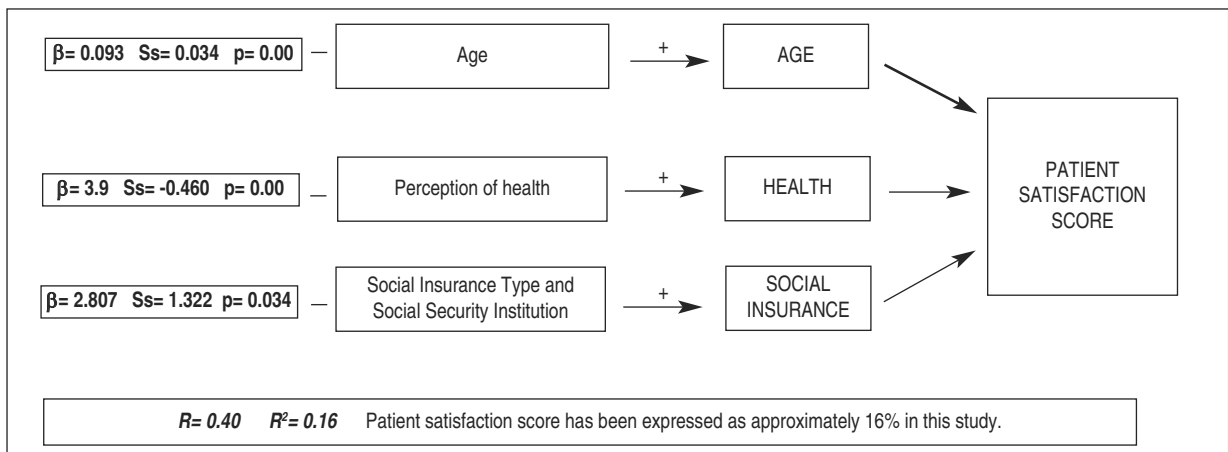 β= 0.093 Ss= 0.034 p= 0.00
Age
+
AGE
β= 3.9 Ss= -0.460 p= 0.00
Perception of health
+
HEALTH
PATIENT
SATISFACTION
SCORE
β= 2.807 Ss= 1.322 p= 0.034
Social Insurance Type and
Social Security Institution
+
SOCIAL
INSURANCE
R= 0.40 R²= 0.16 Patient satisfaction score has been expressed as approximately 16% in this study.